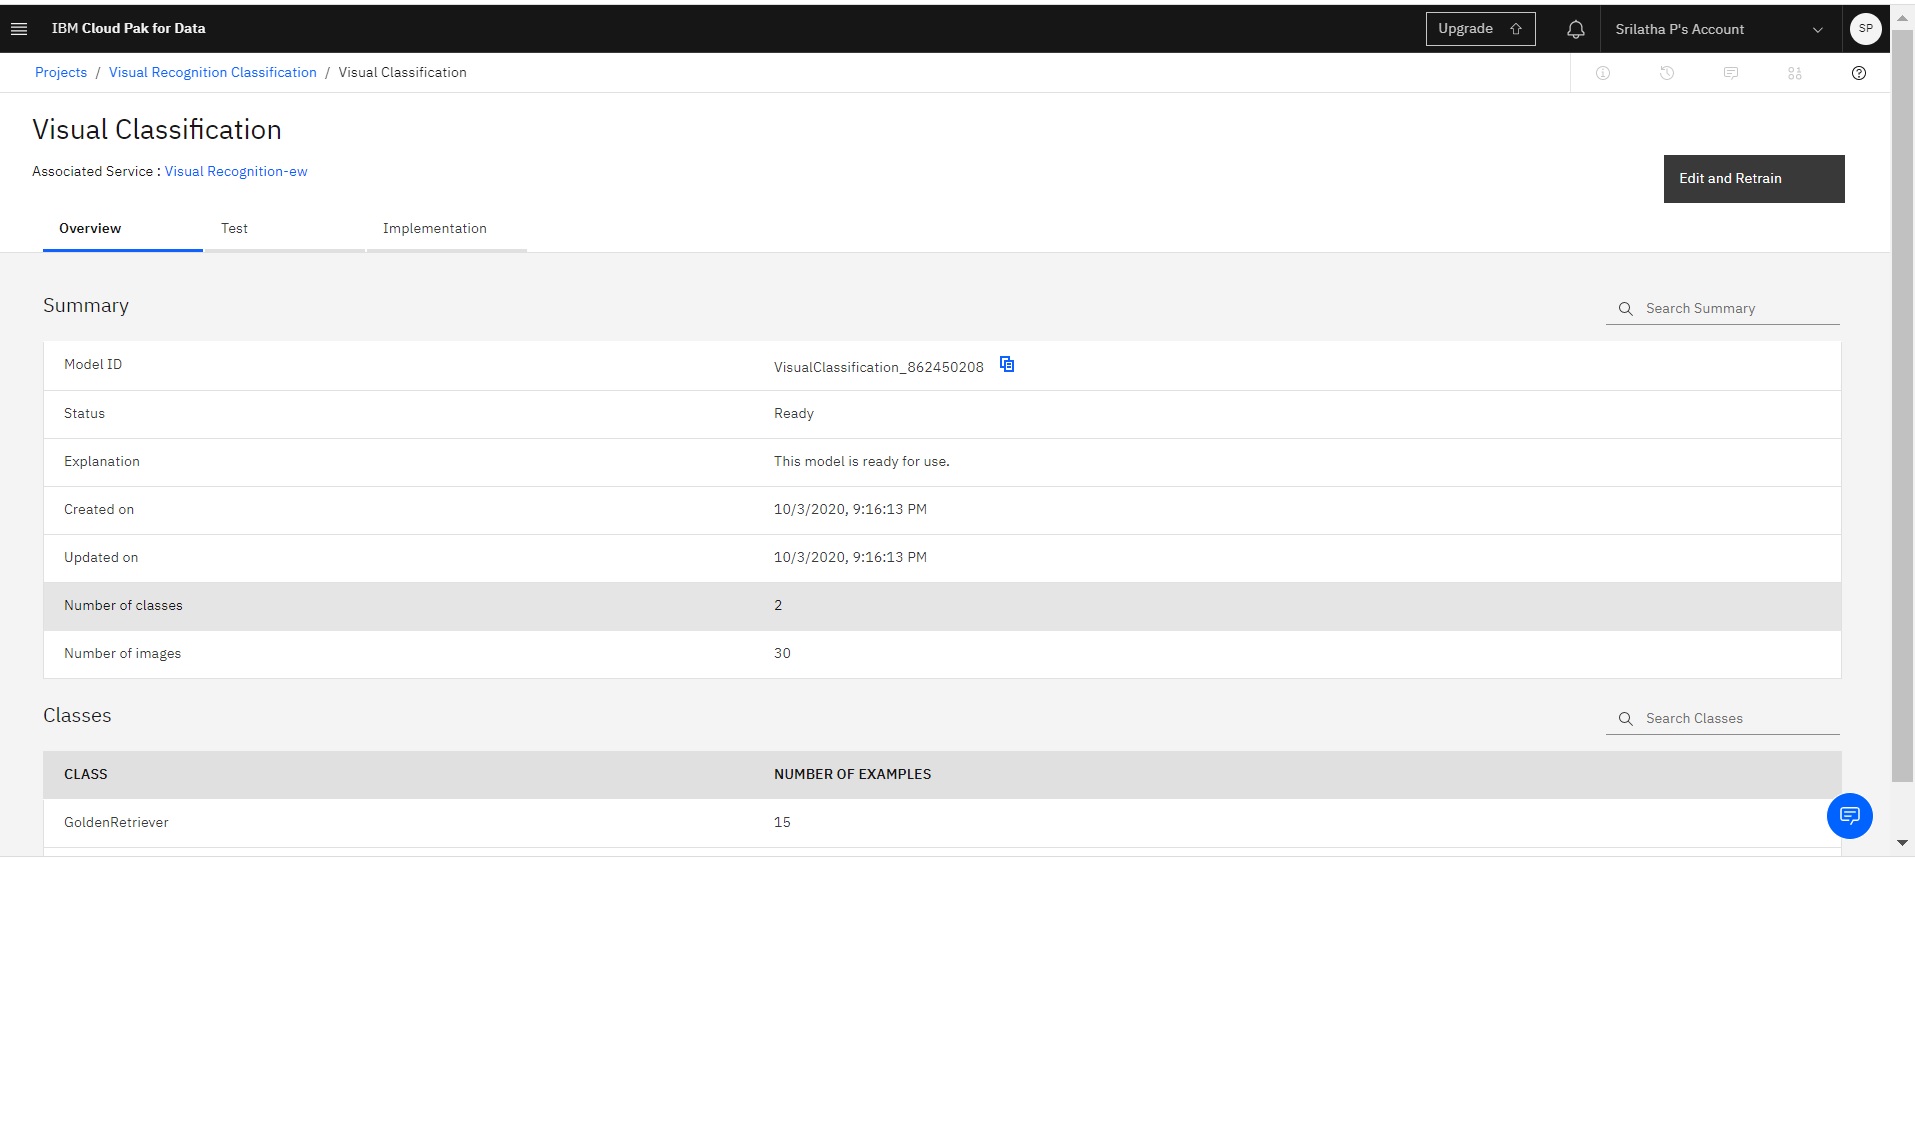 IBM Cloud Pak for Data
Upgrade
Srilatha P's Account
SP
Projects / Visual Recognition Classification / Visual Classification
Visual Classification
Associated Service : Visual Recognition-ew
Edit and Retrain
Overview
Test
Implementation
Summary
Search Summary
Model ID
VisualClassification_862450208
Status
Ready
Explanation
This model is ready for use.
Created on
10/3/2020, 9:16:13 PM
Updated on
10/3/2020, 9:16:13 PM
Number of classes
2
Number of images
30
Classes
Search Classes
CLASS
NUMBER OF EXAMPLES
GoldenRetriever
15